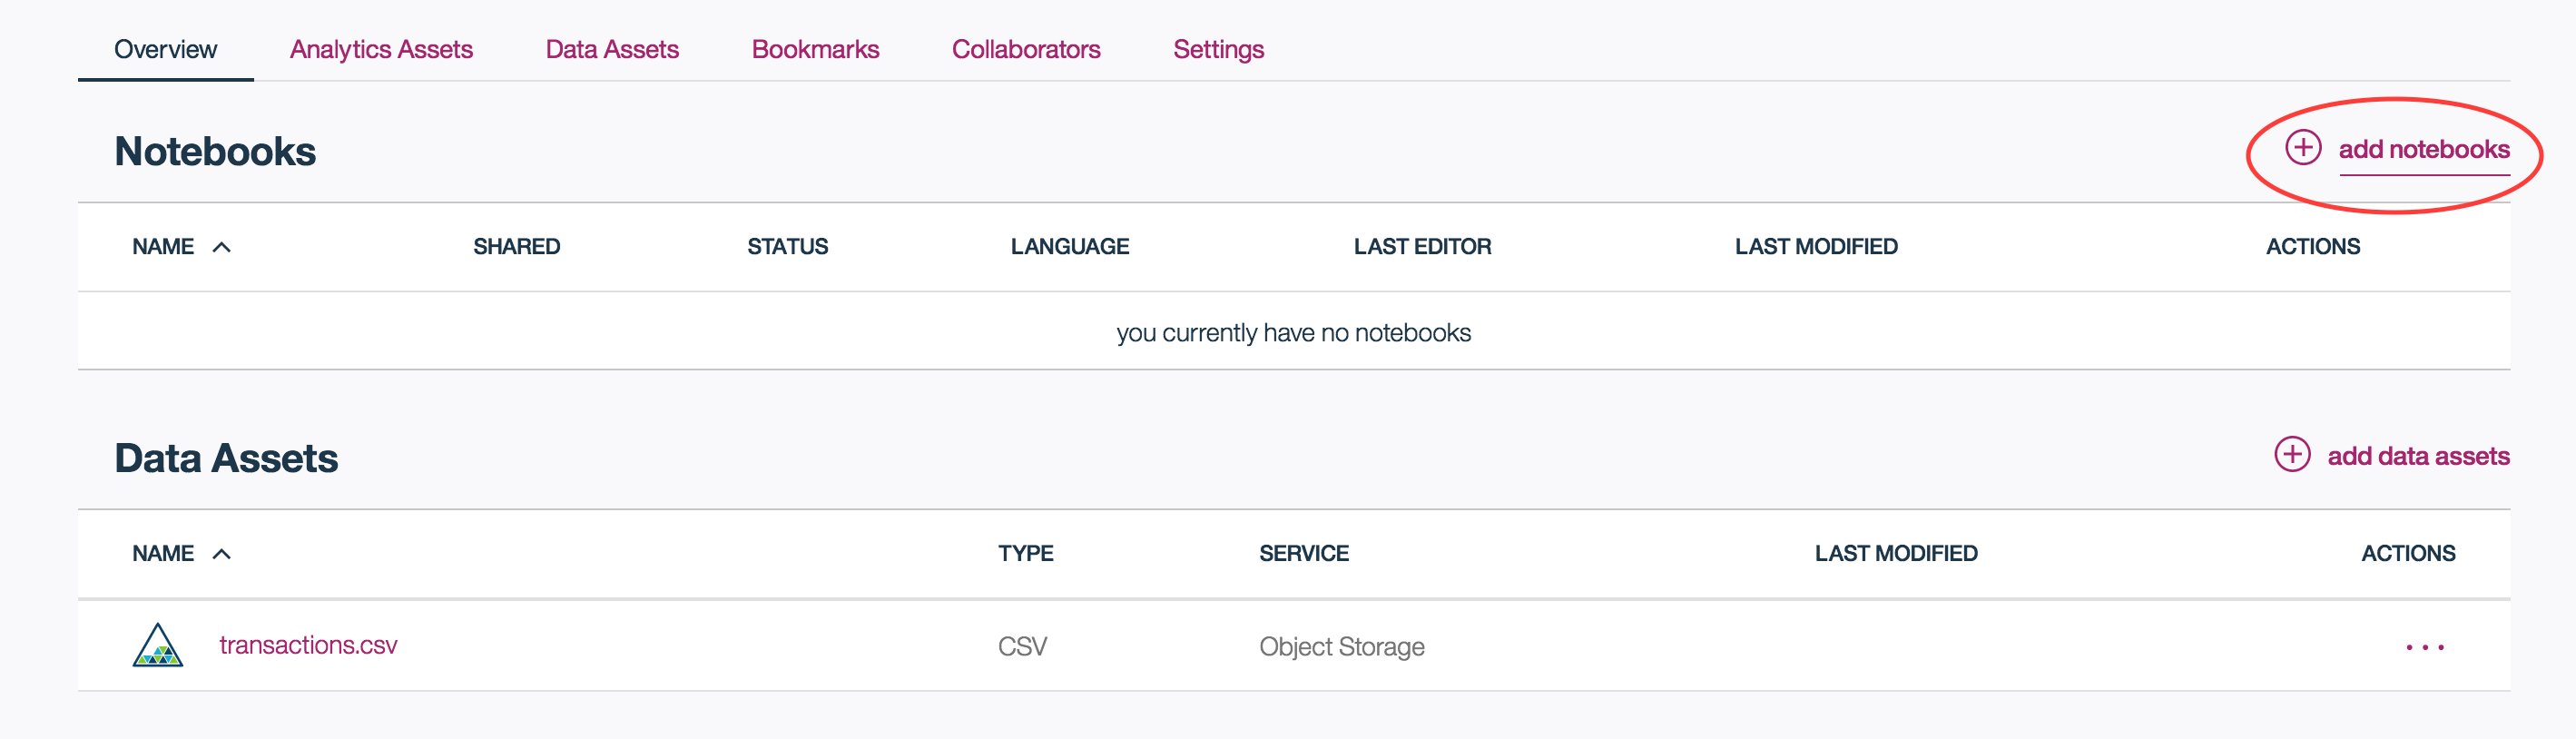 Overview Analytics Assets Data Assets Bookmarks Collaborators Settings
Notebooks add notebooks
NAME SHARED STATUS LANGUAGE LAST EDITOR LAST MODIFIED ACTIONS
you currently have no notebooks
Data Assets add data assets
NAME TYPE SERVICE LAST MODIFIED ACTIONS
transactions.csv CSV Object Storage